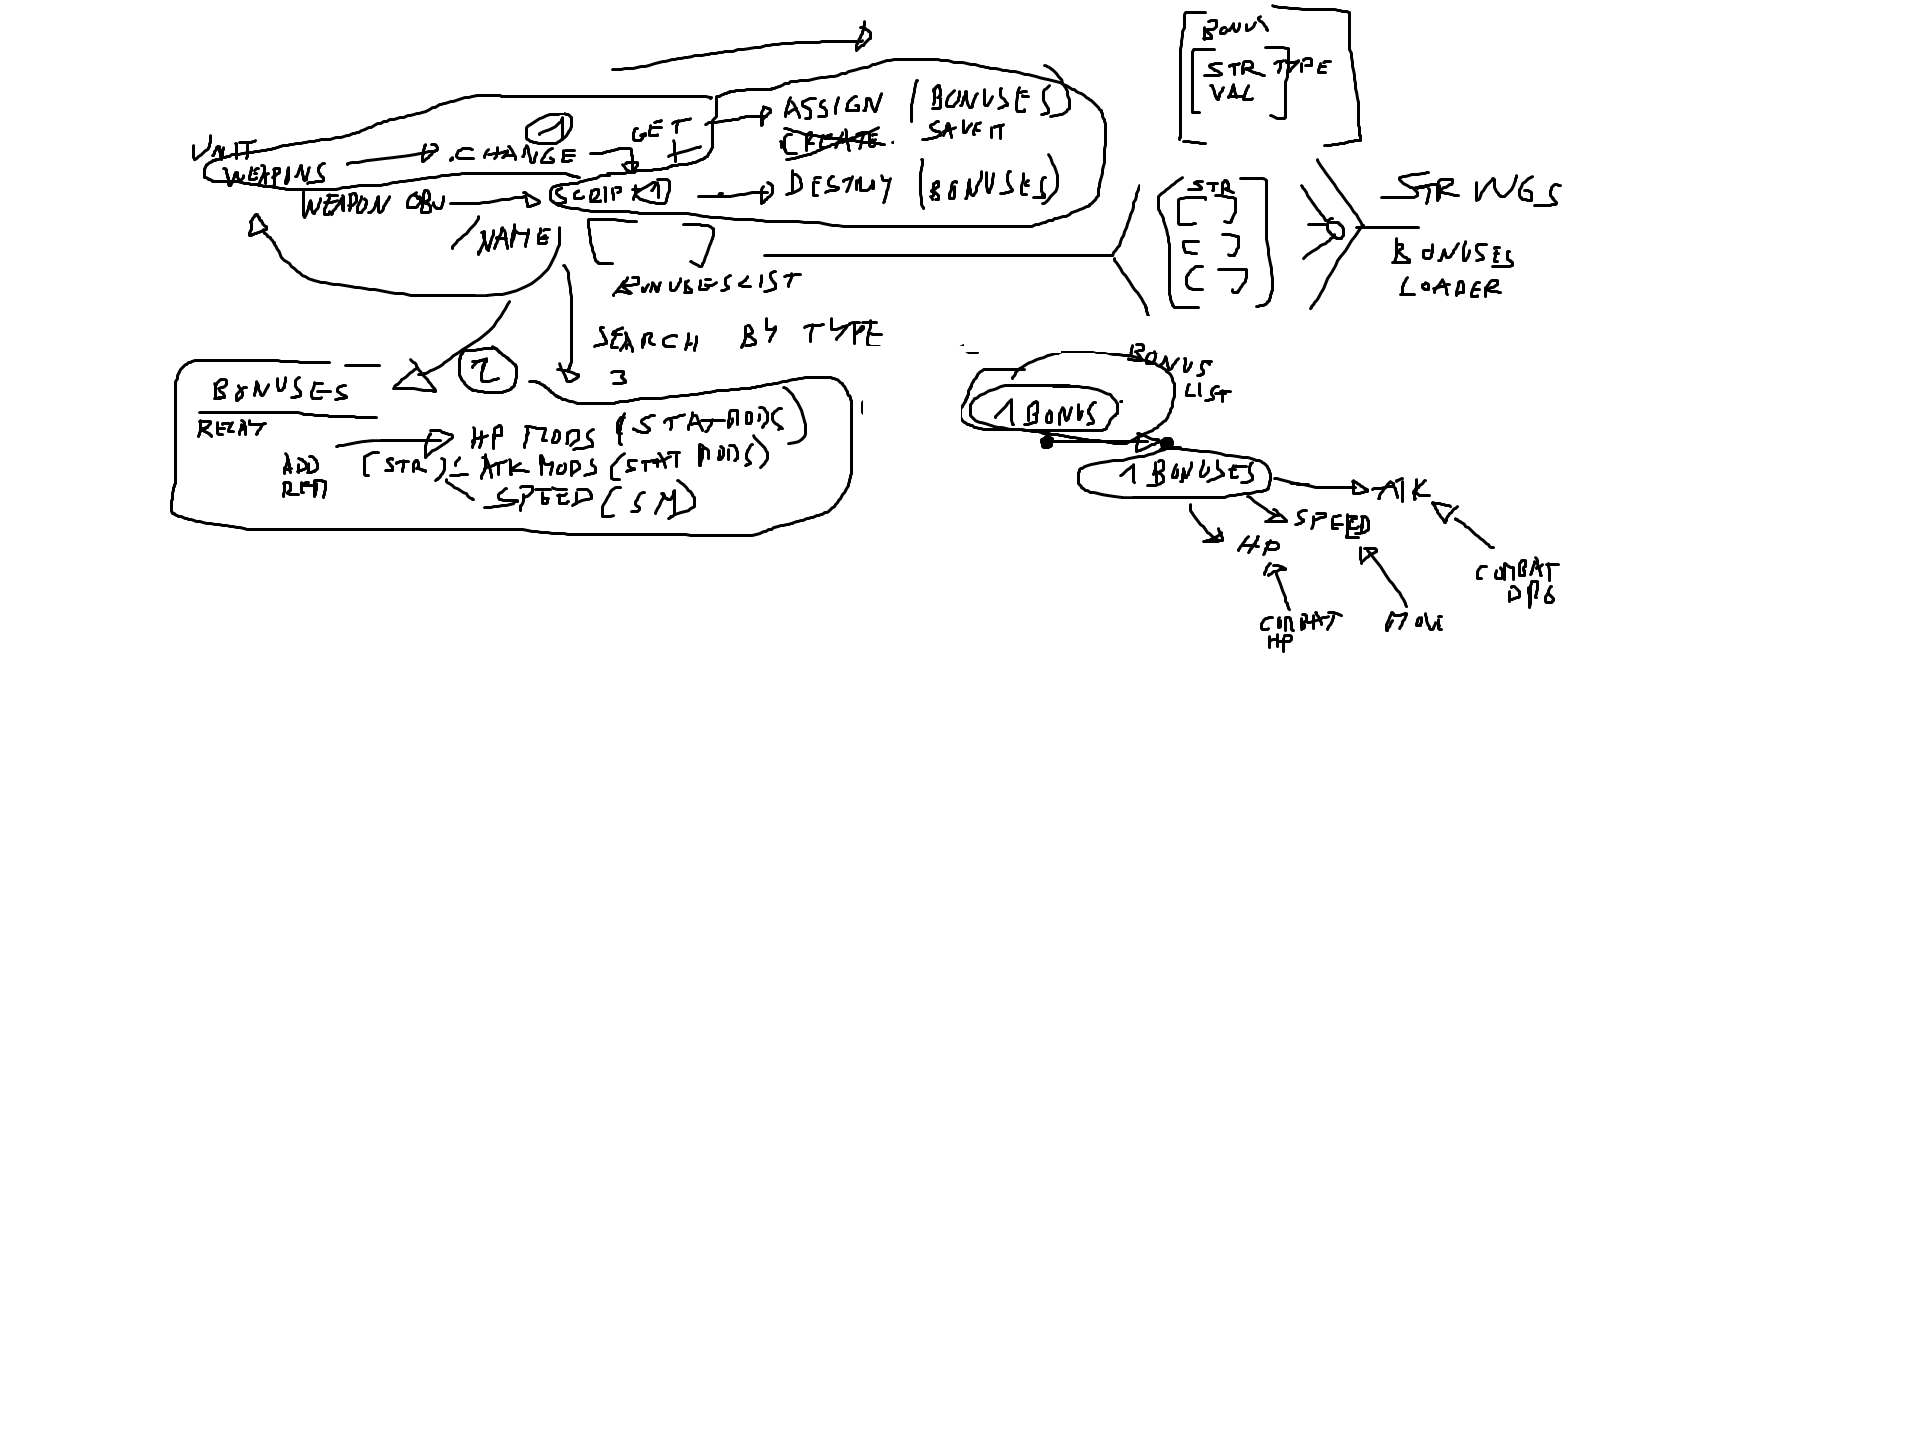 BONUS
STR TYPE
VAL
ASSIGN (BONUSES)
CREATE SAVE IT
1
GET
UNIT
WEAPONS
.CHANGE
SCRIPT 1
DESTROY (BONUSES)
WEAPON OBJ
/NAME
[ ]
BONUSES LIST
STR
[ ]
[ ]
[ ]
STRINGS
BONUSES
LOADER
SEARCH BY TYPE
3
2
BONUSES
RELAY
ADD
REM
(STR)
HP MODS (STAT MODS)
ATK MODS (STAT MODS)
SPEED (SM)
BONUS
LIST
1 BONUS
1 BONUSES
ATK
SPEED
HP
COMBAT
DMG
COMBAT
HP
MOVE